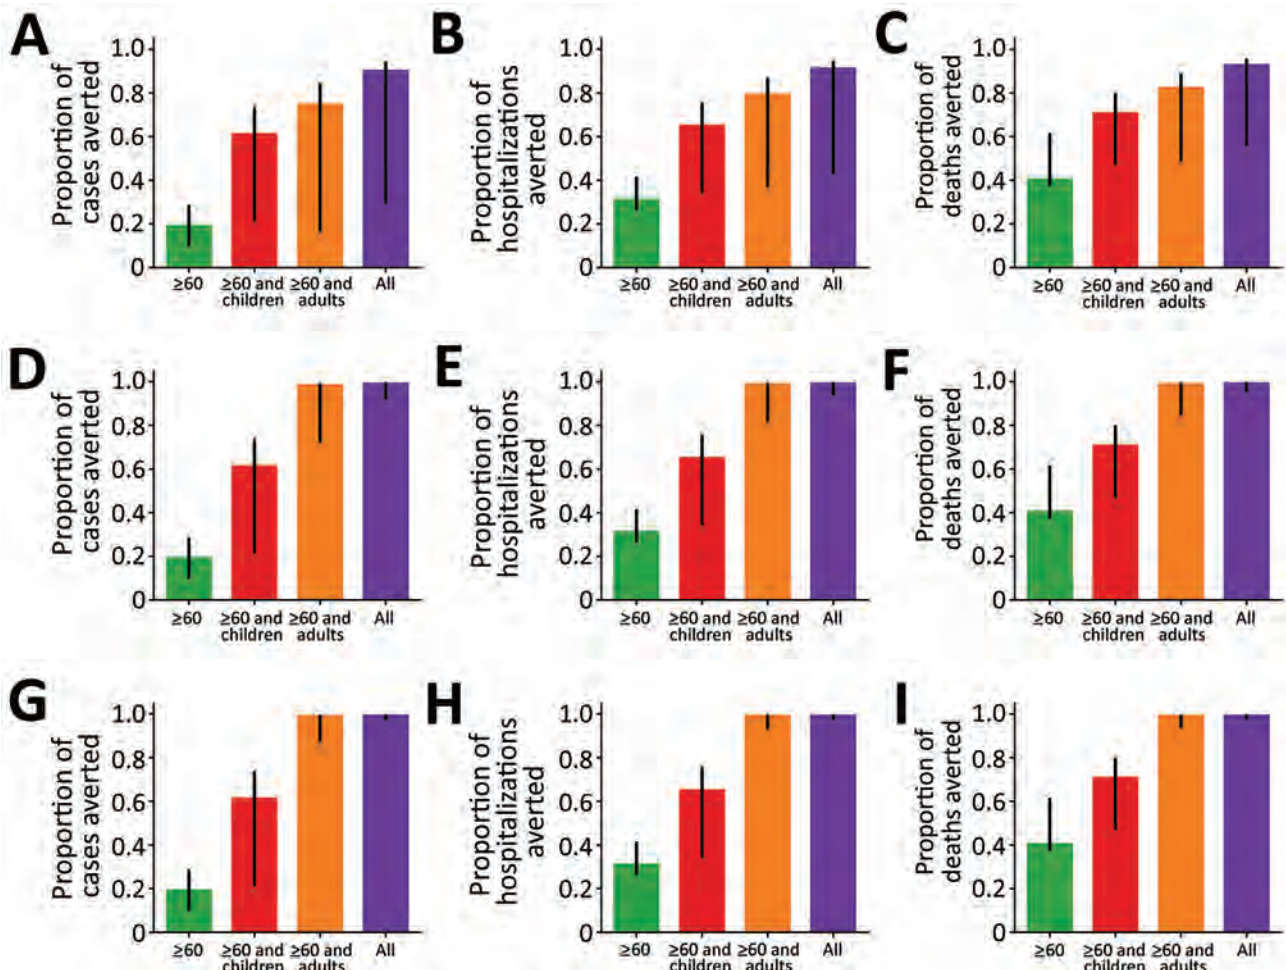 A
Proportion of
cases averted
1.0
0.8
0.6
0.4
0.2
0
≥60
≥60 and
children
≥60 and
adults
All
B
Proportion of
hospitalizations
averted
1.0
0.8
0.6
0.4
0.2
0
≥60
≥60 and
children
≥60 and
adults
All
C
Proportion of
deaths averted
1.0
0.8
0.6
0.4
0.2
0
≥60
≥60 and
children
≥60 and
adults
All
D
Proportion of
cases averted
1.0
0.8
0.6
0.4
0.2
0
≥60
≥60 and
children
≥60 and
adults
All
E
Proportion of
hospitalizations
averted
1.0
0.8
0.6
0.4
0.2
0
≥60
≥60 and
children
≥60 and
adults
All
F
Proportion of
deaths averted
1.0
0.8
0.6
0.4
0.2
0
≥60
≥60 and
children
≥60 and
adults
All
G
Proportion of
cases averted
1.0
0.8
0.6
0.4
0.2
0
≥60
≥60 and
children
≥60 and
adults
All
H
Proportion of
hospitalizations
averted
1.0
0.8
0.6
0.4
0.2
0
≥60
≥60 and
children
≥60 and
adults
All
I
Proportion of
deaths averted
1.0
0.8
0.6
0.4
0.2
0
≥60
≥60 and
children
≥60 and
adults
All